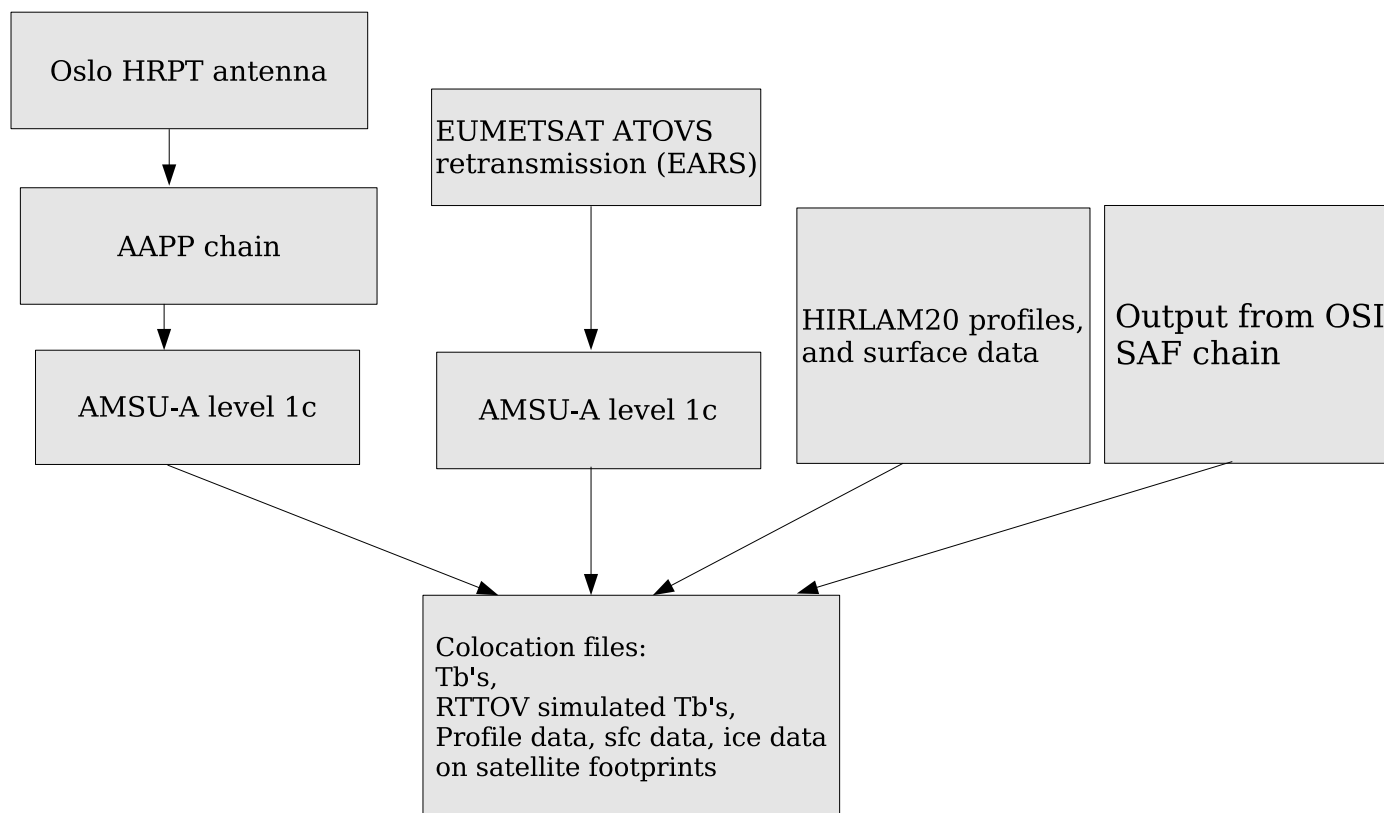 Oslo HRPT antenna
EUMETSAT ATOVS
retransmission (EARS)
AAPP chain
HIRLAM20 profiles,
and surface data
Output from OSI
SAF chain
AMSU-A level 1c
AMSU-A level 1c
Colocation files:
Tb's,
RTTOV simulated Tb's,
Profile data, sfc data, ice data
on satellite footprints